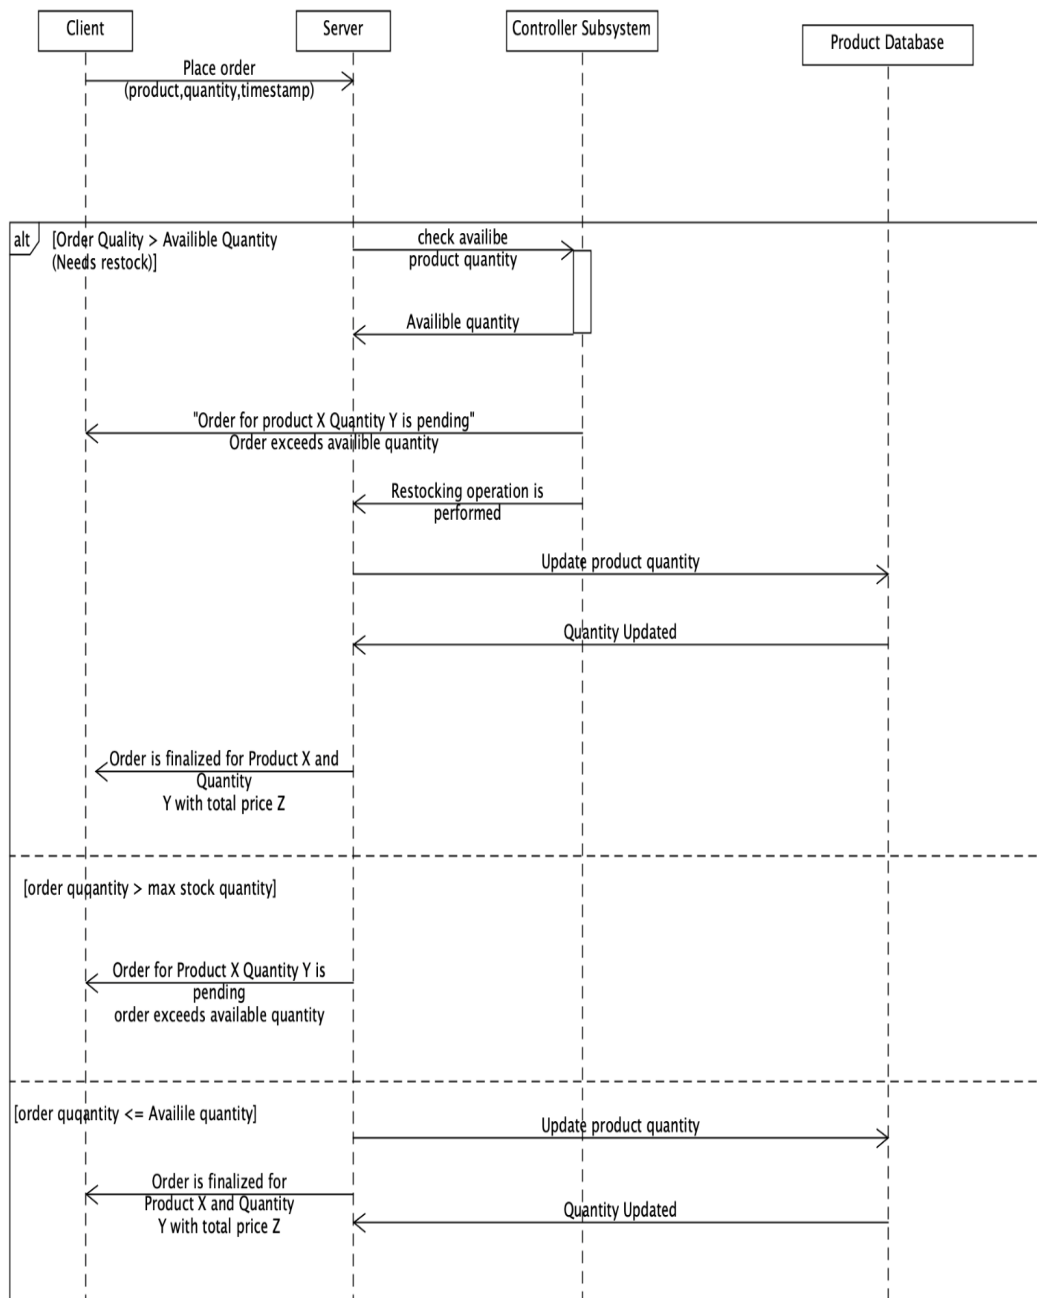 Client
Server
Controller Subsystem
Product Database
Place order
(product,quantity,timestamp)
alt
[Order Quality > Availible Quantity
(Needs restock)]
check availibe
product quantity
Availible quantity
"Order for product X Quantity Y is pending"
Order exceeds availible quantity
Restocking operation is
performed
Update product quantity
Quantity Updated
Order is finalized for Product X and
Quantity
Y with total price Z
[order quqantity > max stock quantity]
Order for Product X Quantity Y is
pending
order exceeds available quantity
[order quqantity <= Availile quantity]
Update product quantity
Order is finalized for
Product X and Quantity
Y with total price Z
Quantity Updated